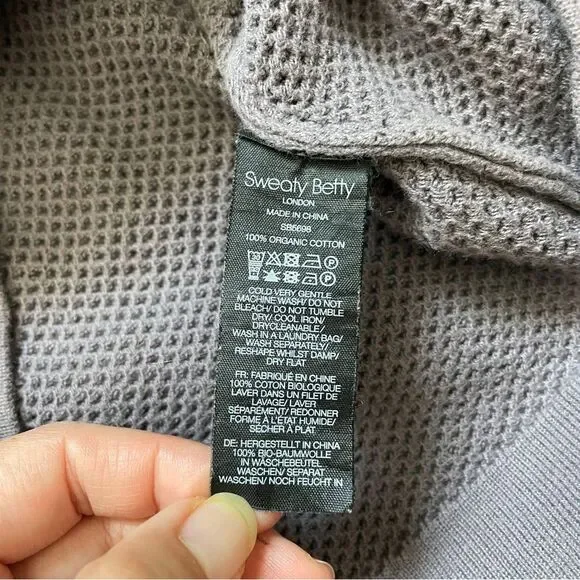 Sweaty Betty
LONDON
MADE IN CHINA
SB5696
100% ORGANIC COTTON
COLD VERY GENTLE
MACHINE WASH/ DO NOT
BLEACH/ DO NOT TUMBLE
DRY/ COOL IRON/
DRYCLEANABLE/
WASH IN A LAUNDRY BAG/
WASH SEPARATELY/
RESHAPE WHILST DAMP/
DRY FLAT
FR: FABRIQUÉ EN CHINE
100% COTON BIOLOGIQUE
LAVER DANS UN FILET DE
LAVAGE/ LAVER
SÉPARÉMENT/ REDONNER
FORME À L'ÉTAT HUMIDE/
SÉCHER À PLAT.
DE: HERGESTELLT IN CHINA
100% BIO-BAUMWOLLE
IN WÄSCHEBEUTEL
WASCHEN/ SEPARAT
WASCHEN/ NOCH FEUCHT IN